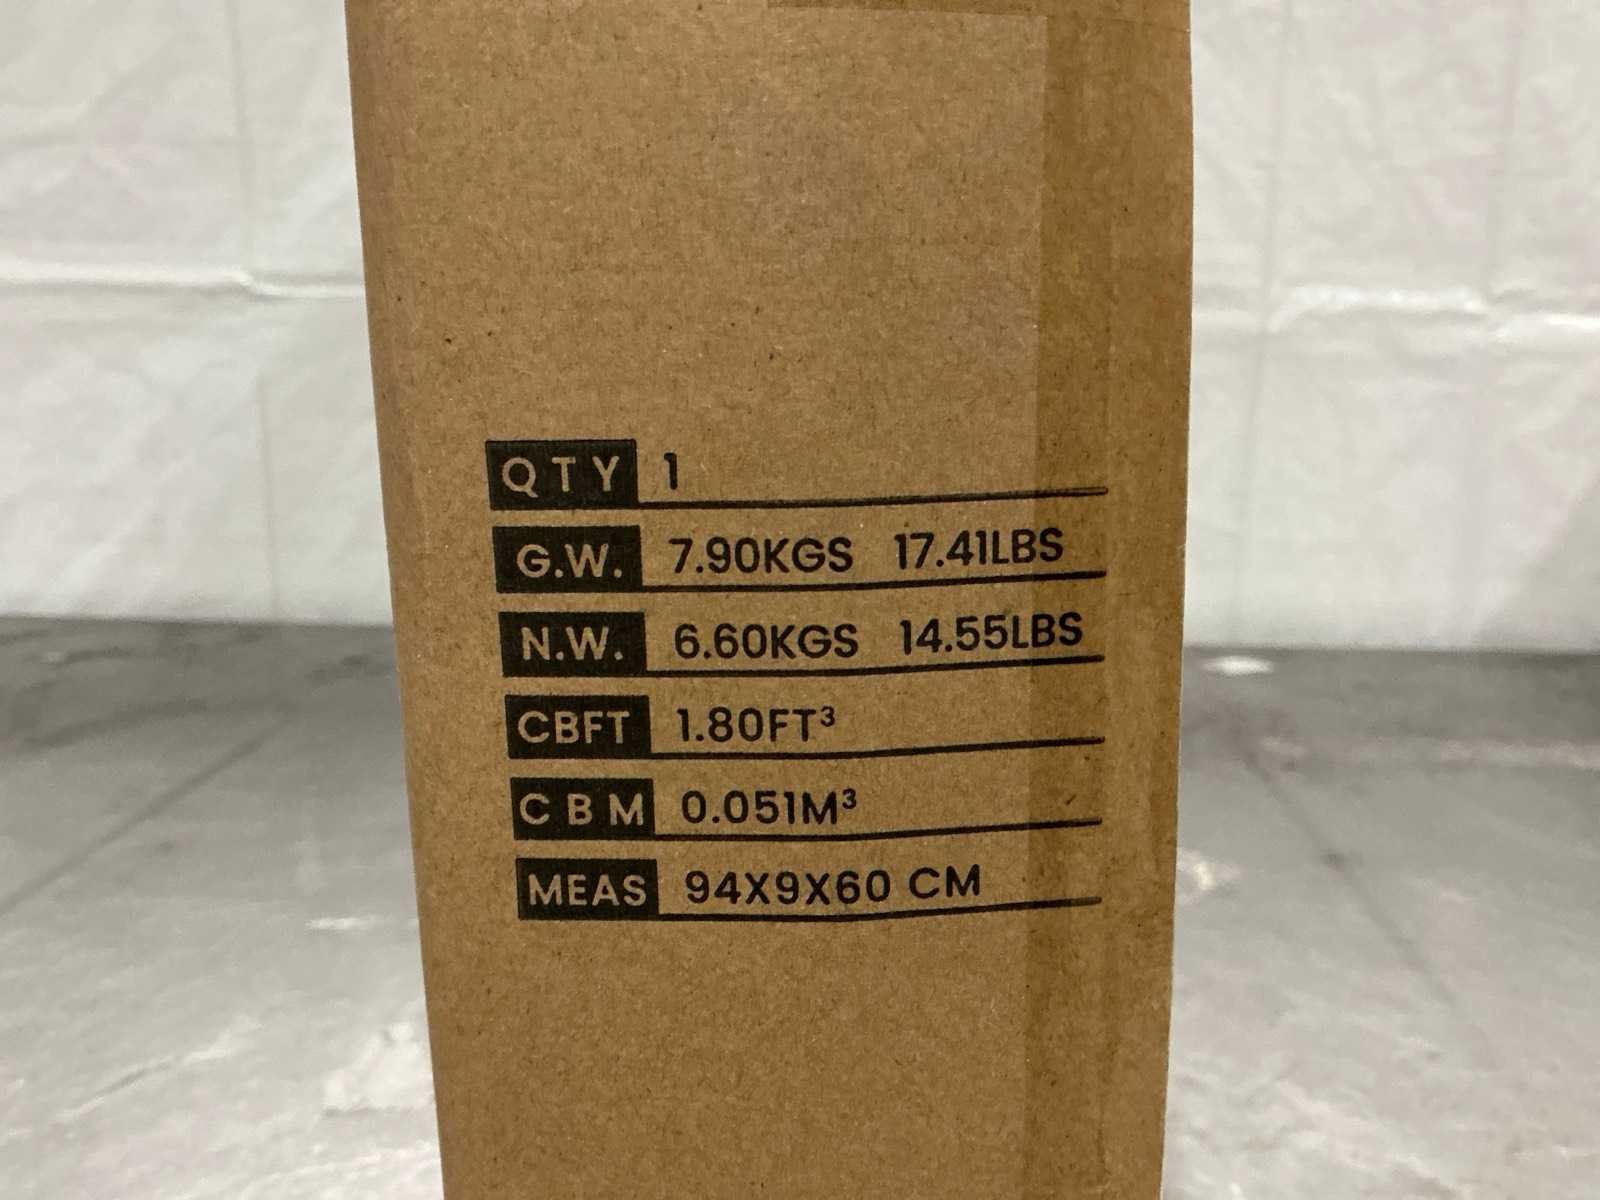 QTY 1
G.W. 7.90KGS 17.41LBS
N.W. 6.60KGS 14.55LBS
CBFT 1.80FT³
CBM 0.051M³
MEAS 94X9X60 CM